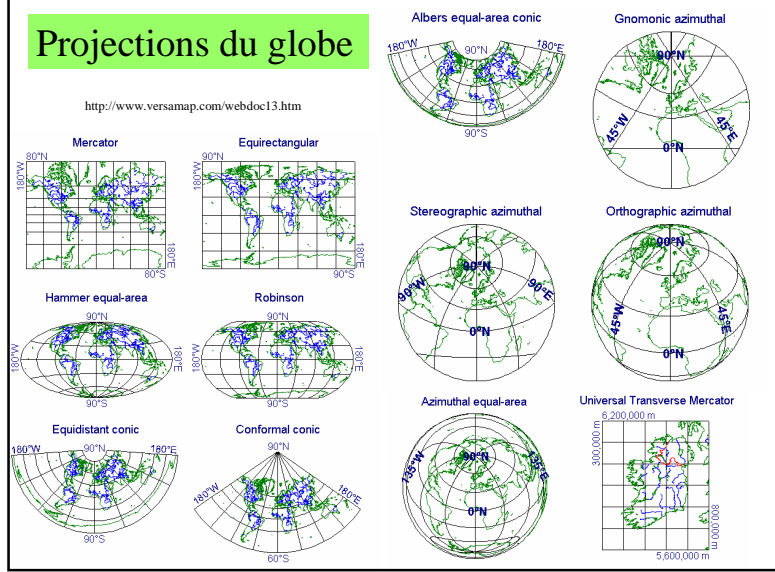 Projections du globe
http://www.versamap.com/webdoc13.htm
Mercator
80°N
180°W
180°E
80°S
Equirectangular
90°N
180°W
180°E
90°S
Hammer equal-area
90°N
180°W
180°E
90°S
Robinson
90°N
180°W
180°E
90°S
Equidistant conic
180°W
90°N
180°E
90°S
Conformal conic
90°N
180°W
180°E
60°S
Albers equal-area conic
180°W
90°N
180°E
90°S
Gnomonic azimuthal
90°N
45°W
45°E
0°N
Stereographic azimuthal
90°N
90°W
90°E
0°N
Orthographic azimuthal
90°N
45°W
45°E
0°N
Azimuthal equal-area
90°N
135°W
135°E
0°N
Universal Transverse Mercator
6,200,000 m
300,000 m
800,000 m
5,600,000 m